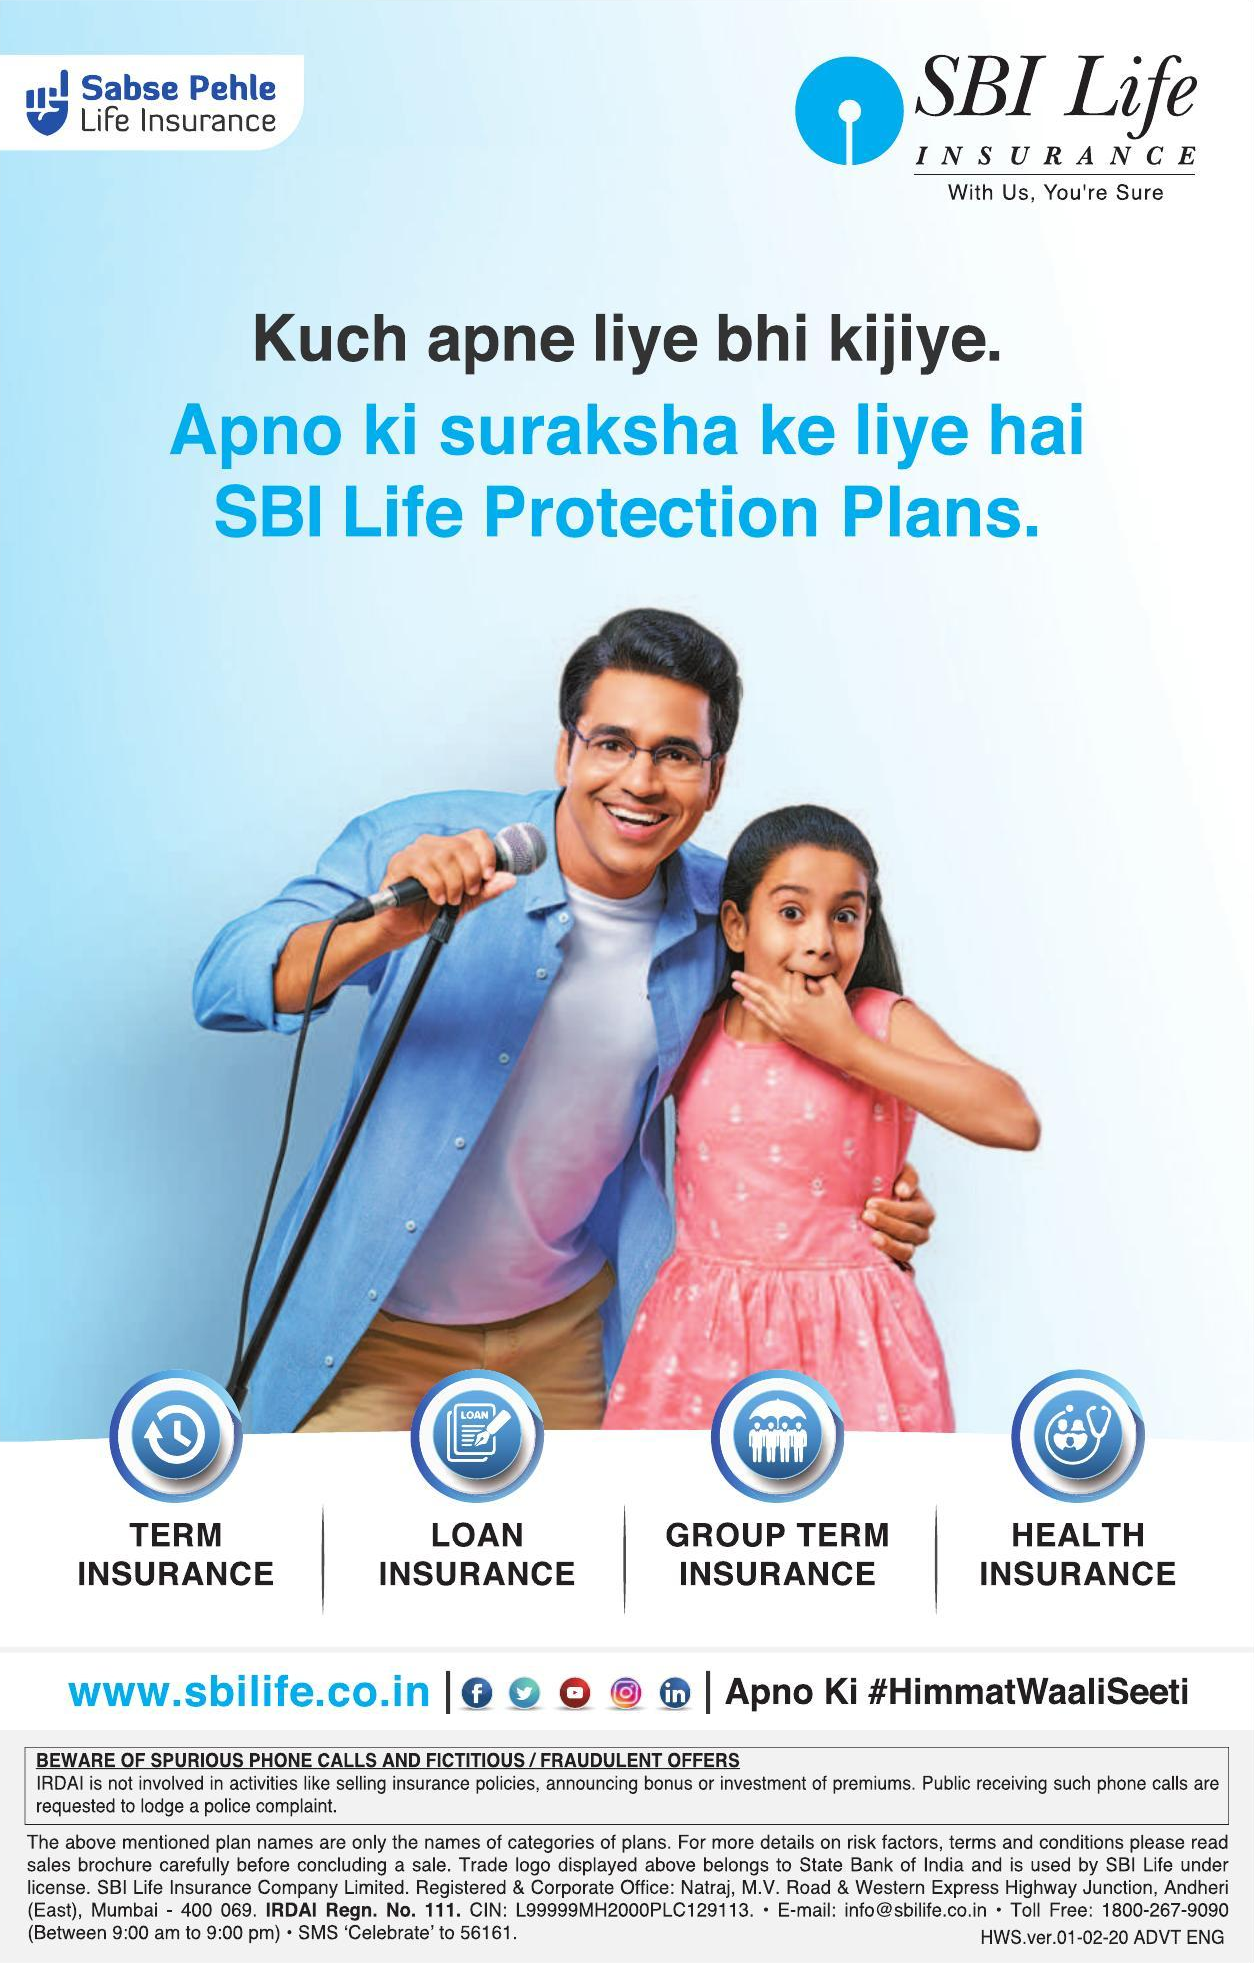 Sabse Pehle
Life Insurance
SBI Life
INSURANCE
With Us, You're Sure
Kuch apne liye bhi kijiye.
Apno ki suraksha ke liye hai
SBI Life Protection Plans.
LOAN
TERM
INSURANCE
LOAN
INSURANCE
GROUP TERM
INSURANCE
HEALTH
INSURANCE
www.sbilife.co.in | f in | Apno Ki #HimmatWaaliSeeti
BEWARE OF SPURIOUS PHONE CALLS AND FICTITIOUS / FRAUDULENT OFFERS
IRDAI is not involved in activities like selling insurance policies, announcing bonus or investment of premiums. Public receiving such phone calls are
requested to lodge a police complaint.
The above mentioned plan names are only the names of categories of plans. For more details on risk factors, terms and conditions please read
sales brochure carefully before concluding a sale. Trade logo displayed above belongs to State Bank of India and is used by SBI Life under
license. SBI Life Insurance Company Limited. Registered & Corporate Office: Natraj, M.V. Road & Western Express Highway Junction, Andheri
(East), Mumbai - 400 069. IRDAI Regn. No. 111. CIN: L99999MH2000PLC129113. • E-mail: info@sbilife.co.in • Toll Free: 1800-267-9090
(Between 9:00 am to 9:00 pm) • SMS 'Celebrate' to 56161.
HWS.ver.01-02-20 ADVT ENG